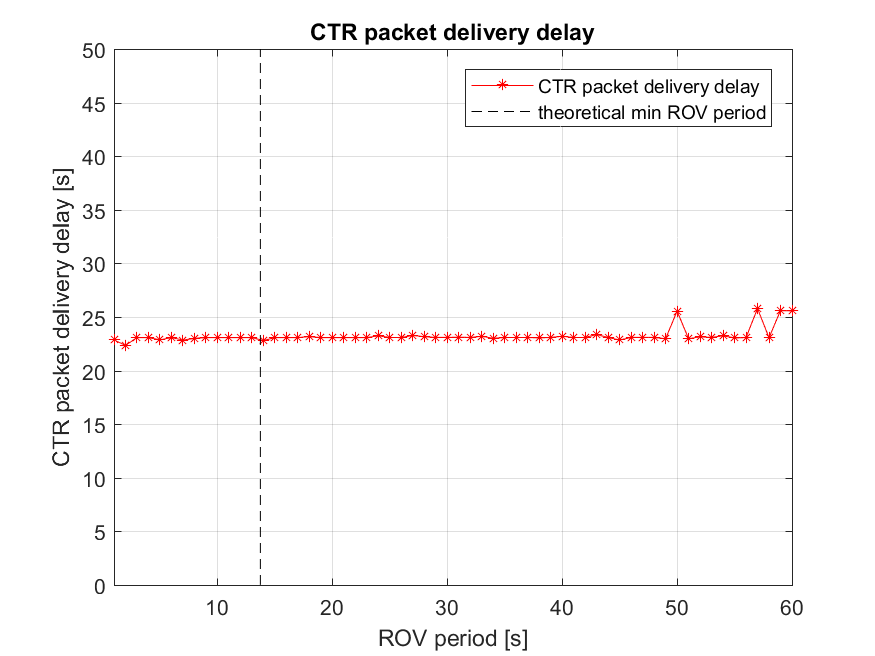 CTR packet delivery delay
50
45
40
35
30
25
20
15
10
5
0
CTR packet delivery delay [s]
CTR packet delivery delay
theoretical min ROV period
10 20 30 40 50 60
ROV period [s]